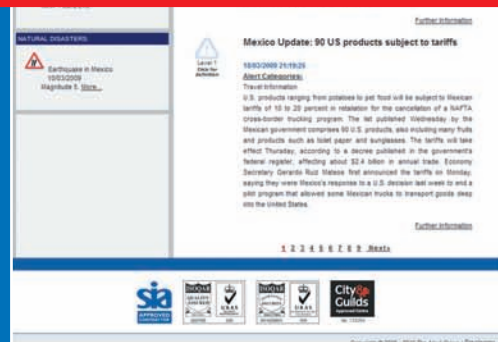 Further Information
NATURAL DISASTERS
Earthquake in Mexico
18/03/2009
Magnitude 5. More...
Level 1
Click for
definition
Mexico Update: 90 US products subject to tariffs
18/03/2009 21:19:25
Alert Categories:
Travel Information
U.S. products ranging from potatoes to pet food will be subject to Mexican
tariffs of 10 to 20 percent in retaliation for the cancellation of a NAFTA
cross-border trucking program. The list published Wednesday by the
Mexican government comprises 90 U.S. products, also including many fruits
and products such as toilet paper and sunglasses. The tariffs will take
effect Thursday, according to a decree published in the government's
federal register, affecting about $2.4 billion in annual trade. Economy
Secretary Gerardo Ruiz Mateos first announced the tariffs on Monday,
saying they were Mexico's response to a U.S. decision last week to end a
pilot program that allowed some Mexican trucks to transport goods deep
into the United States.
Further Information
1 2 3 4 5 6 7 8 9 Next»
sia
APPROVED
CONTRACTOR
ISOQAR
UKAS
ISOQAR
UKAS
City&
Guilds
Approved Centre